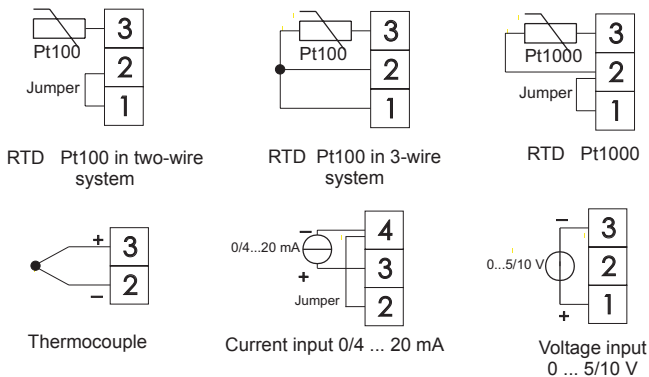 3
Pt100
2
Jumper
1
RTD Pt100 in two-wire
system
3
Pt100
2
1
RTD Pt100 in 3-wire
system
3
Pt1000
2
Jumper
1
RTD Pt1000
+
3
–
2
Thermocouple
–
4
0/4...20 mA
3
+
Jumper
2
Current input 0/4 ... 20 mA
–
3
0...5/10 V
2
1
+
Voltage input
0 ... 5/10 V